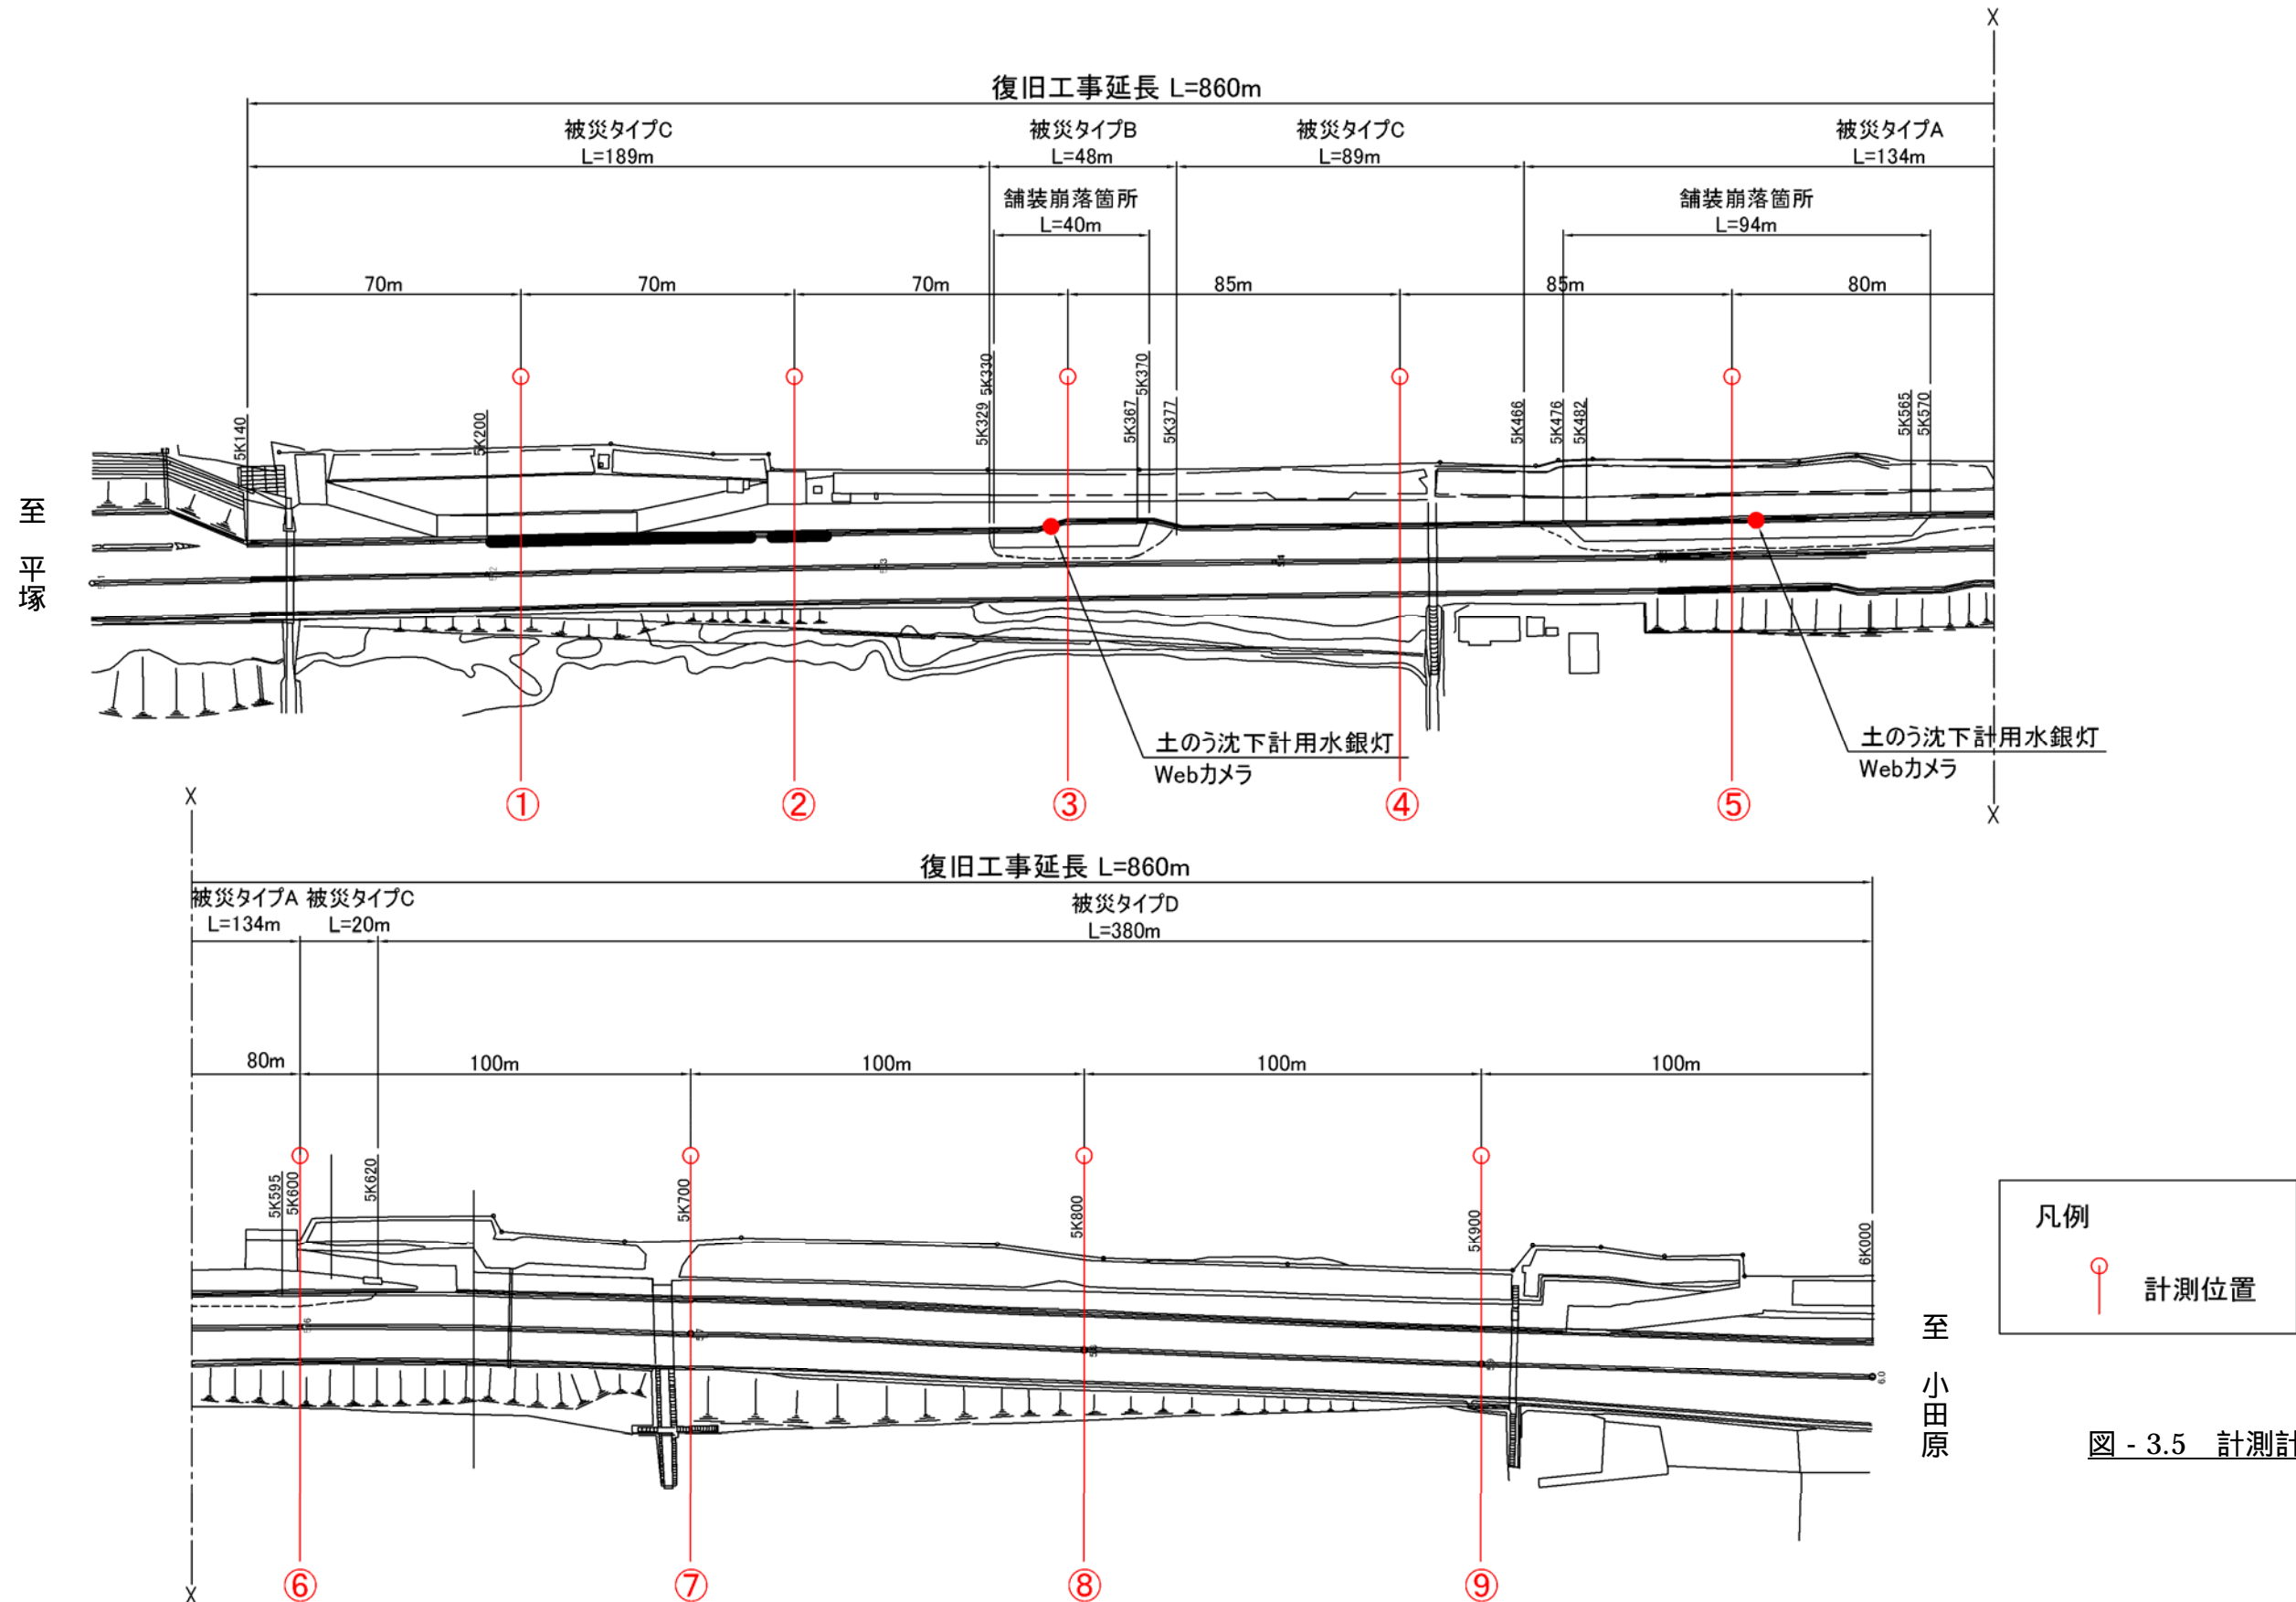 X
復旧工事延長 L=860m
被災タイプC
L=189m
被災タイプB
L=48m
被災タイプC
L=89m
被災タイプA
L=134m
舗装崩落箇所
L=40m
舗装崩落箇所
L=94m
70m
70m
70m
85m
85m
80m
5K140
5K200
5K329
5K330
5K367
5K370
5K377
5K466
5K476
5K482
5K565
5K570
至 平塚
土のう沈下計用水銀灯
Webカメラ
土のう沈下計用水銀灯
Webカメラ
①
②
③
④
⑤
X
X
復旧工事延長 L=860m
被災タイプA
L=134m
被災タイプC
L=20m
被災タイプD
L=380m
80m
100m
100m
100m
100m
5K595
5K600
5K620
5K700
5K800
5K900
6K000
6.0
至 小田原
凡例
計測位置
図 - 3.5 計測計
⑥
⑦
⑧
⑨
X